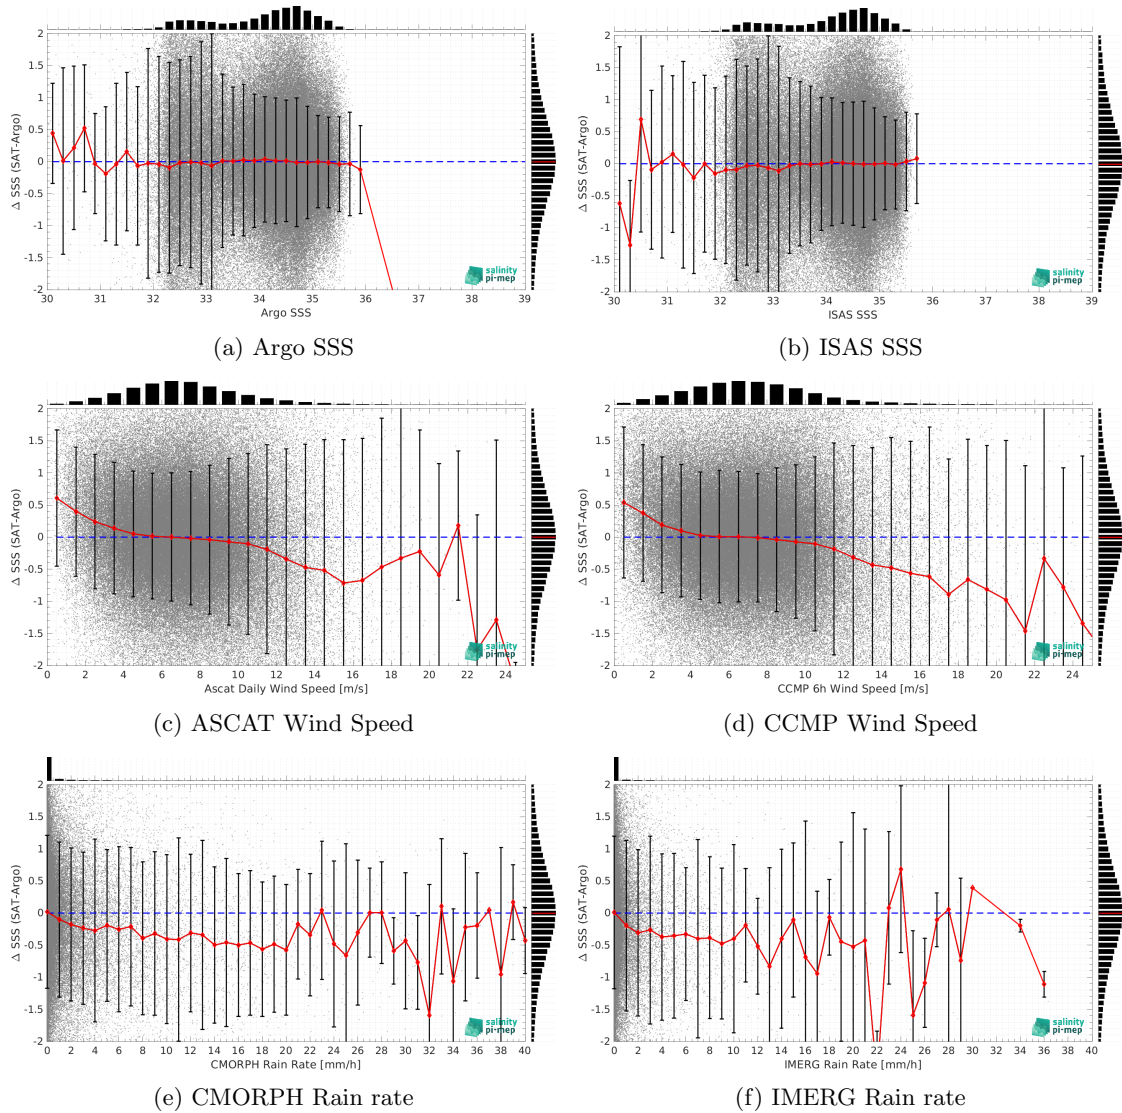 2
1.5
1
0.5
0
-0.5
-1
-1.5
-2
Δ SSS (SAT-Argo)
30 31 32 33 34 35 36 37 38 39
Argo SSS
salinity
pi-mep
(a) Argo SSS
2
1.5
1
0.5
0
-0.5
-1
-1.5
-2
Δ SSS (SAT-Argo)
30 31 32 33 34 35 36 37 38 39
ISAS SSS
salinity
pi-mep
(b) ISAS SSS
2
1.5
1
0.5
0
-0.5
-1
-1.5
-2
Δ SSS (SAT-Argo)
0 2 4 6 8 10 12 14 16 18 20 22 24
Ascat Daily Wind Speed [m/s]
salinity
pi-mep
(c) ASCAT Wind Speed
2
1.5
1
0.5
0
-0.5
-1
-1.5
-2
Δ SSS (SAT-Argo)
0 2 4 6 8 10 12 14 16 18 20 22 24
CCMP 6h Wind Speed [m/s]
salinity
pi-mep
(d) CCMP Wind Speed
2
1.5
1
0.5
0
-0.5
-1
-1.5
-2
Δ SSS (SAT-Argo)
0 2 4 6 8 10 12 14 16 18 20 22 24 26 28 30 32 34 36 38 40
CMORPH Rain Rate [mm/h]
salinity
pi-mep
(e) CMORPH Rain rate
2
1.5
1
0.5
0
-0.5
-1
-1.5
-2
Δ SSS (SAT-Argo)
0 2 4 6 8 10 12 14 16 18 20 22 24 26 28 30 32 34 36 38 40
IMERG Rain Rate [mm/h]
salinity
pi-mep
(f) IMERG Rain rate